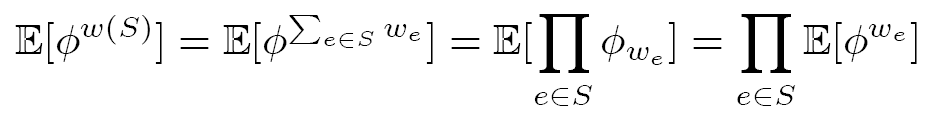 𝔼[ϕ^{w(S)}] = 𝔼[ϕ^{∑_{e∈S} w_e}] = 𝔼[∏_{e∈S} ϕ_{w_e}] = ∏_{e∈S} 𝔼[ϕ^{w_e}]